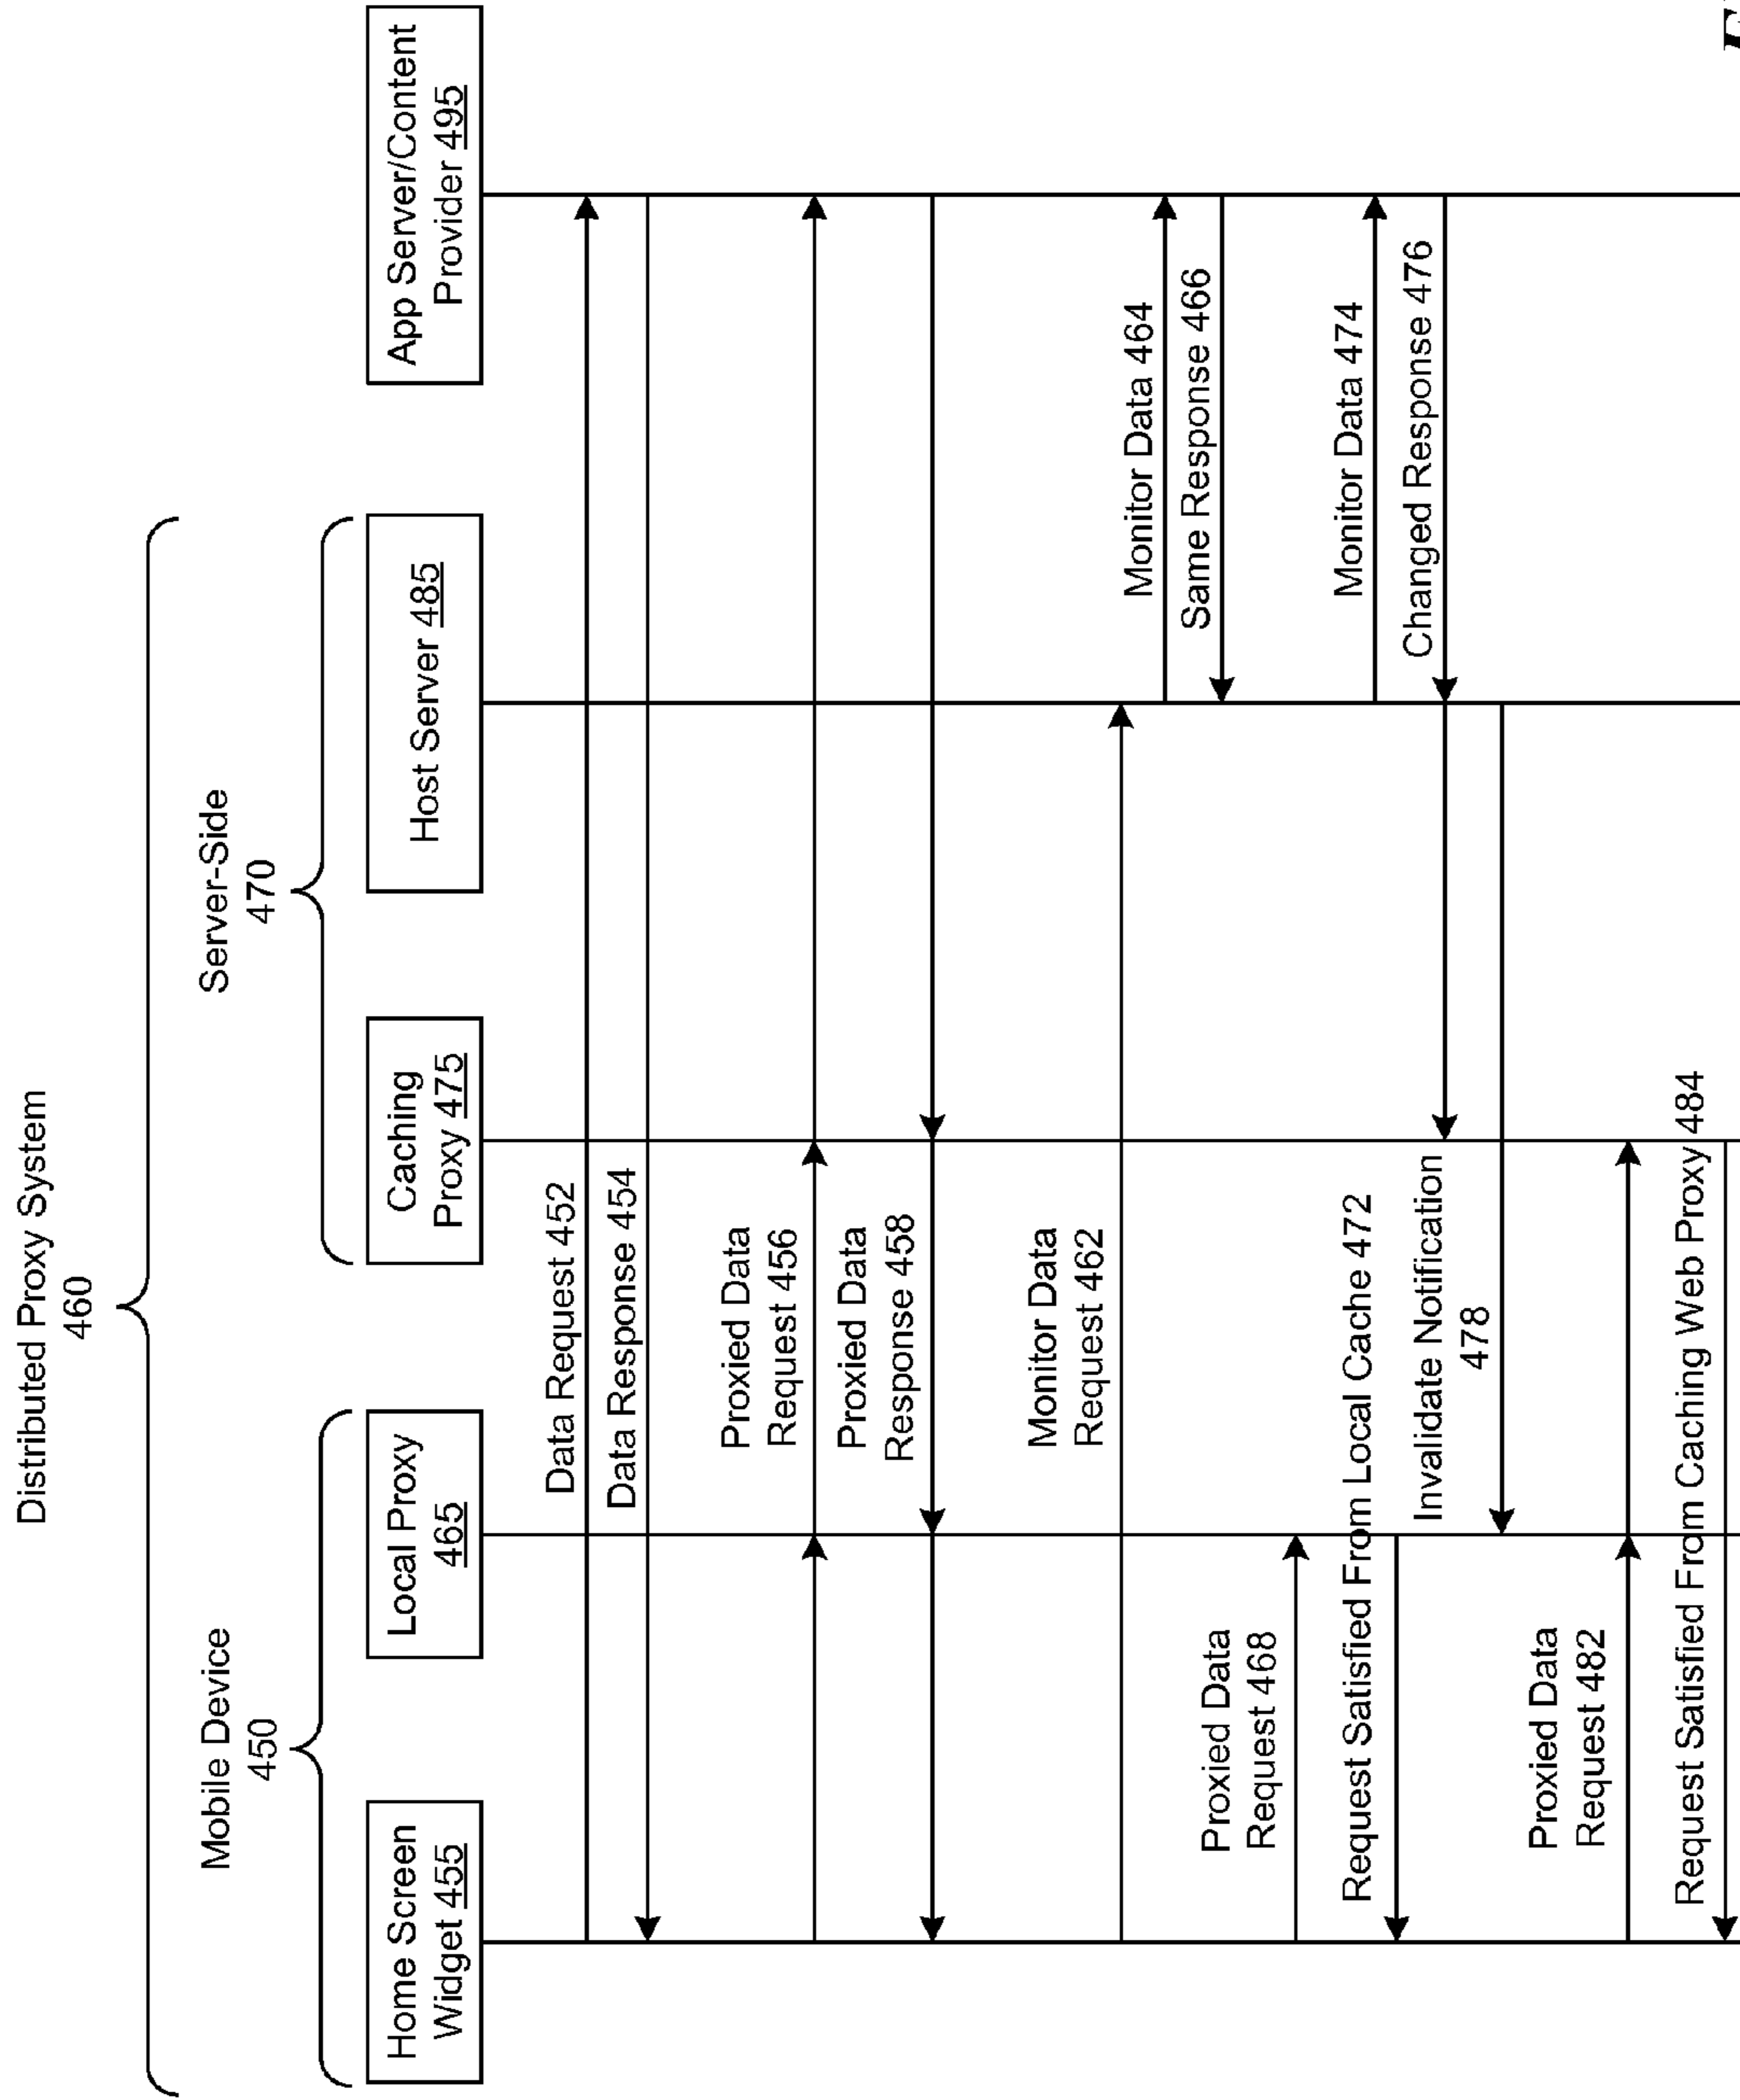 Distributed Proxy System
460
Mobile Device
450
Server-Side
470
Home Screen
Widget 455
Local Proxy
465
Caching
Proxy 475
Host Server 485
App Server/Content
Provider 495
Data Request 452
Data Response 454
Proxied Data
Request 456
Proxied Data
Response 458
Monitor Data
Request 462
Monitor Data 464
Same Response 466
Proxied Data
Request 468
Request Satisfied From Local Cache 472
Monitor Data 474
Changed Response 476
Invalidate Notification
478
Proxied Data
Request 482
Request Satisfied From Caching Web Proxy 484